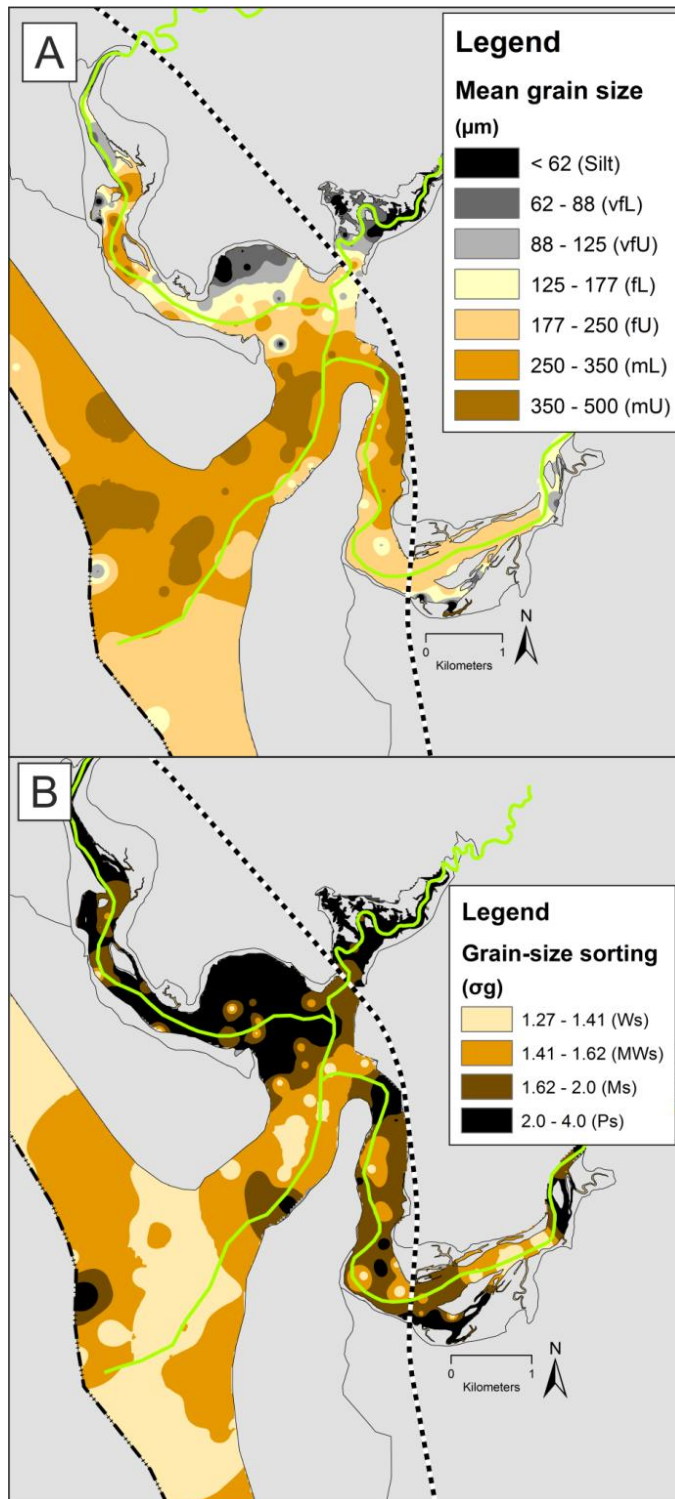 A
Legend
Mean grain size
(µm)
< 62 (Silt)
62 - 88 (vfL)
88 - 125 (vfU)
125 - 177 (fL)
177 - 250 (fU)
250 - 350 (mL)
350 - 500 (mU)
N
0 1
Kilometers
B
Legend
Grain-size sorting
(σg)
1.27 - 1.41 (Ws)
1.41 - 1.62 (MWs)
1.62 - 2.0 (Ms)
2.0 - 4.0 (Ps)
N
0 1
Kilometers